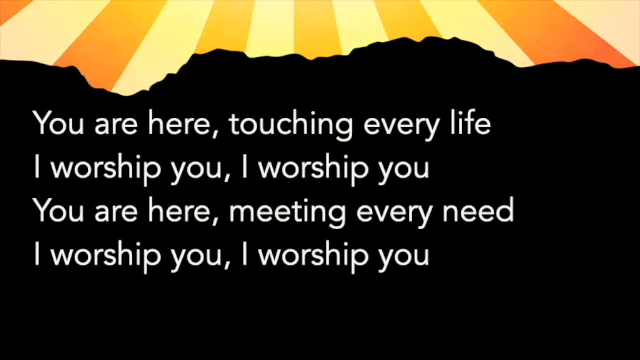 You are here, touching every life
I worship you, I worship you
You are here, meeting every need
I worship you, I worship you